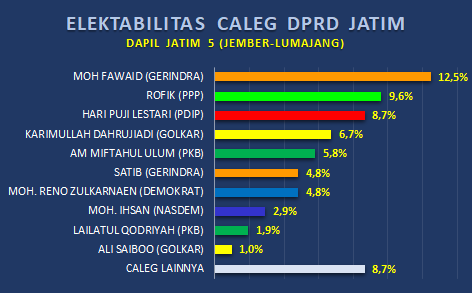 ELEKTABILITAS CALEG DPRD JATIM
DAPIL JATIM 5 (JEMBER-LUMAJANG)
MOH FAWAID (GERINDRA) 12,5%
ROFIK (PPP) 9,6%
HARI PUJI LESTARI (PDIP) 8,7%
KARIMULLAH DAHRUJIADI (GOLKAR) 6,7%
AM MIFTAHUL ULUM (PKB) 5,8%
SATIB (GERINDRA) 4,8%
MOH. RENO ZULKARNAEN (DEMOKRAT) 4,8%
MOH. IHSAN (NASDEM) 2,9%
LAILATUL QODRIYAH (PKB) 1,9%
ALI SAIBOO (GOLKAR) 1,0%
CALEG LAINNYA 8,7%